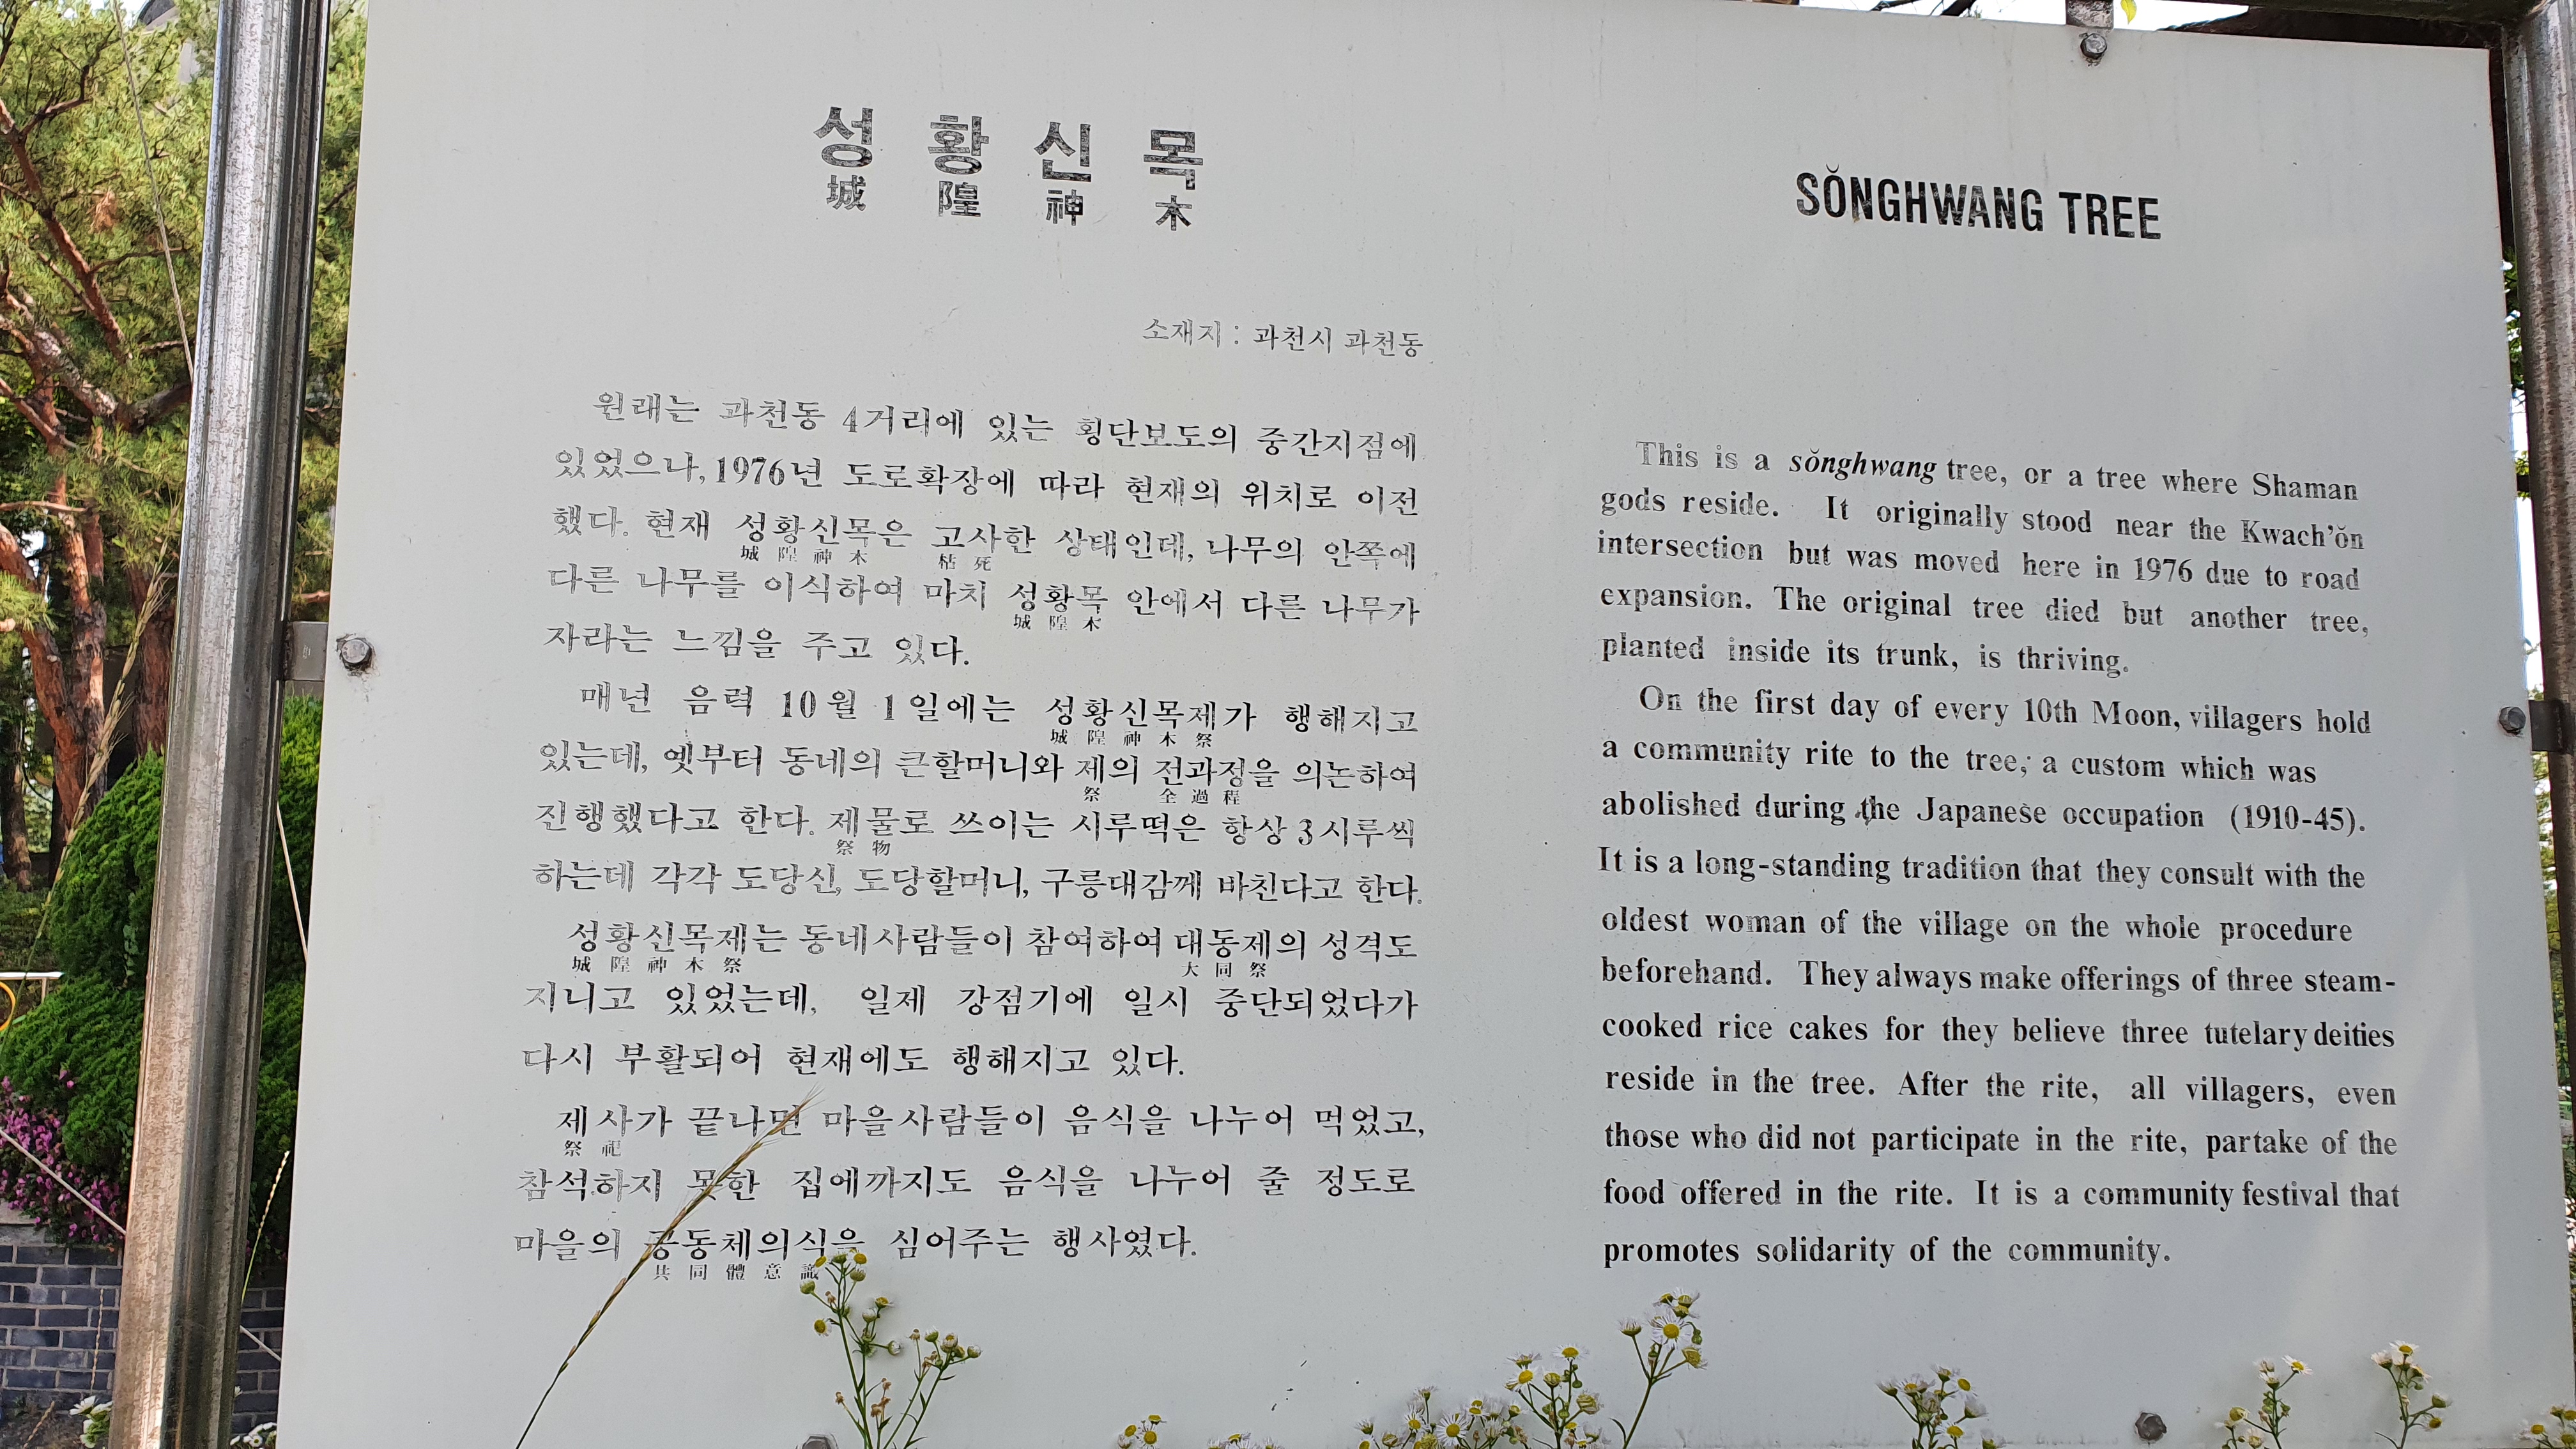 성황신목
城隍神木
소재지 : 과천시 과천동
원래는 과천동 4거리에 있는 횡단보도의 중간지점에
있었으나, 1976년 도로확장에 따라 현재의 위치로 이전
했다. 현재 성황신목은 고사한 상태인데, 나무의 안쪽에
城隍神木 枯死
다른 나무를 이식하여 마치 성황목 안에서 다른 나무가
城隍木
자라는 느낌을 주고 있다.
매년 음력 10월 1일에는 성황신목제가 행해지고
城隍神木祭
있는데, 옛부터 동네의 큰할머니와 제의 전과정을 의논하여
祭 全過程
진행했다고 한다. 제물로 쓰이는 시루떡은 항상 3시루씩
祭物
하는데 각각 도당신, 도당할머니, 구릉대감께 바친다고 한다.
성황신목제는 동네사람들이 참여하여 대동제의 성격도
城隍神木祭 大同祭
지니고 있었는데, 일제 강점기에 일시 중단되었다가
다시 부활되어 현재에도 행해지고 있다.
제사가 끝나면 마을사람들이 음식을 나누어 먹었고,
祭祀
참석하지 못한 집에까지도 음식을 나누어 줄 정도로
마을의 공동체의식을 심어주는 행사였다.
共同體意識
SŎNGHWANG TREE
This is a sŏnghwang tree, or a tree where Shaman
gods reside. It originally stood near the Kwach'ŏn
intersection but was moved here in 1976 due to road
expansion. The original tree died but another tree,
planted inside its trunk, is thriving.
On the first day of every 10th Moon, villagers hold
a community rite to the tree, a custom which was
abolished during the Japanese occupation (1910-45).
It is a long-standing tradition that they consult with the
oldest woman of the village on the whole procedure
beforehand. They always make offerings of three steam-
cooked rice cakes for they believe three tutelary deities
reside in the tree. After the rite, all villagers, even
those who did not participate in the rite, partake of the
food offered in the rite. It is a community festival that
promotes solidarity of the community.